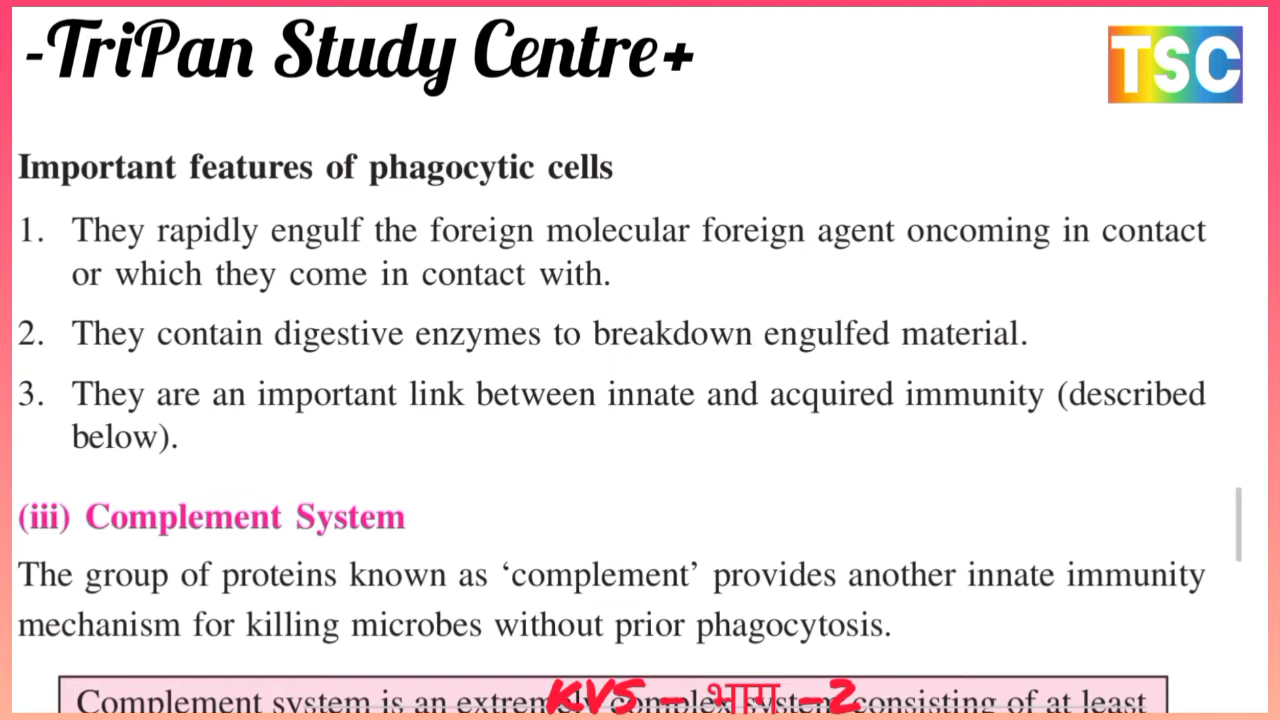 -TriPan Study Centre+
TSC
Important features of phagocytic cells
1. They rapidly engulf the foreign molecular foreign agent oncoming in contact
or which they come in contact with.
2. They contain digestive enzymes to breakdown engulfed material.
3. They are an important link between innate and acquired immunity (described
below).
(iii) Complement System
The group of proteins known as ‘complement’ provides another innate immunity
mechanism for killing microbes without prior phagocytosis.
Complement system is an extremely complex system consisting of at least
KVS - भाग -2